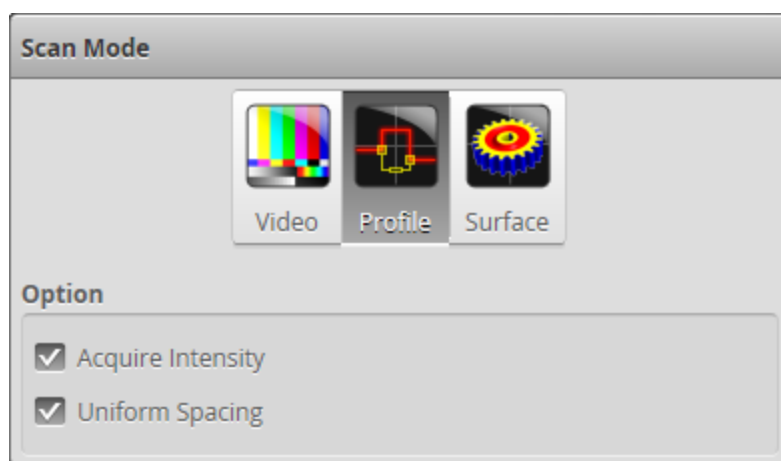 Scan Mode
Video Profile Surface
Option
Acquire Intensity
Uniform Spacing